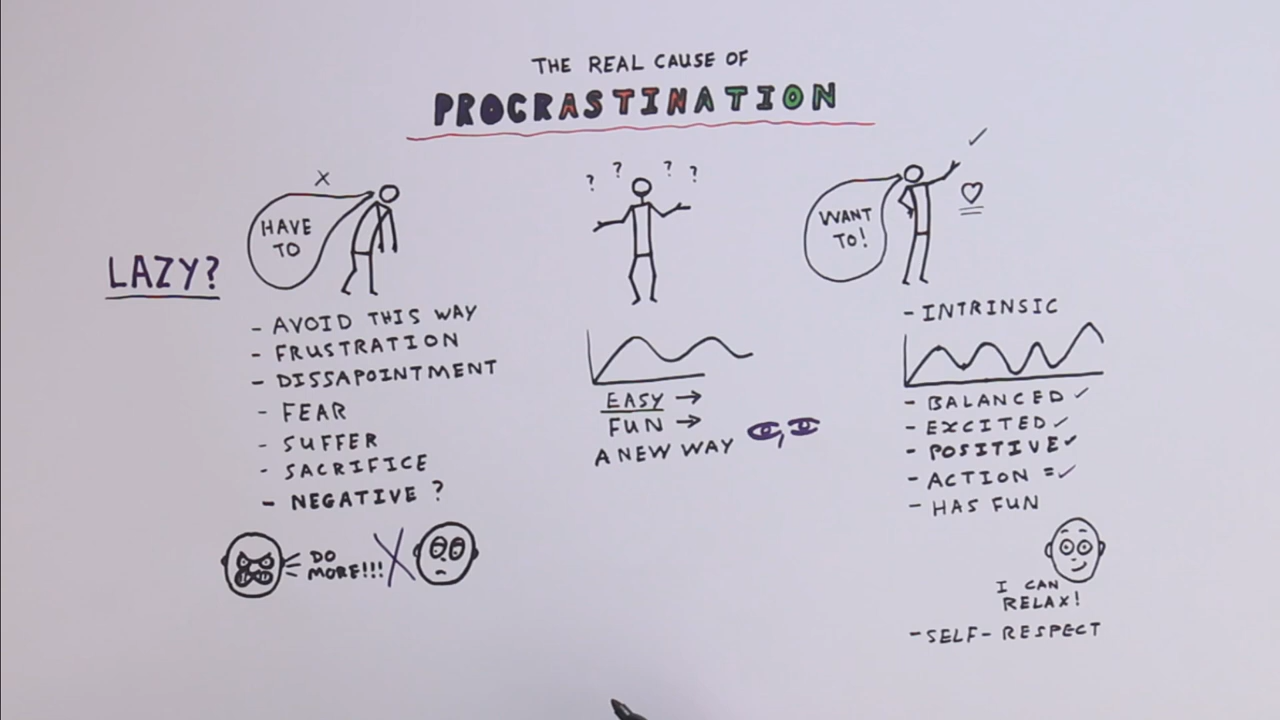 THE REAL CAUSE OF
PROCRASTINATION
LAZY?
X
HAVE
TO
- AVOID THIS WAY
- FRUSTRATION
- DISSAPOINTMENT
- FEAR
- SUFFER
- SACRIFICE
- NEGATIVE ?
DO
MORE!!!
? ? ? ?
EASY →
FUN →
A NEW WAY
WANT
TO!
- INTRINSIC
- BALANCED ✓
- EXCITED ✓
- POSITIVE ✓
- ACTION = ✓
- HAS FUN
I CAN
RELAX!
- SELF-RESPECT